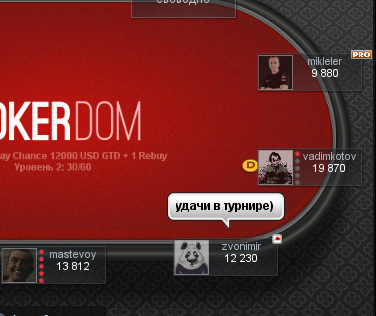 свободно
PRO
mikleler
9 880
OKERDOM
ay Chance 12000 USD GTD + 1 Rebuy
Уровень 2: 30/60
D
vadimkotov
19 870
удачи в турнире)
zvonimir
12 230
mastevoy
13 812